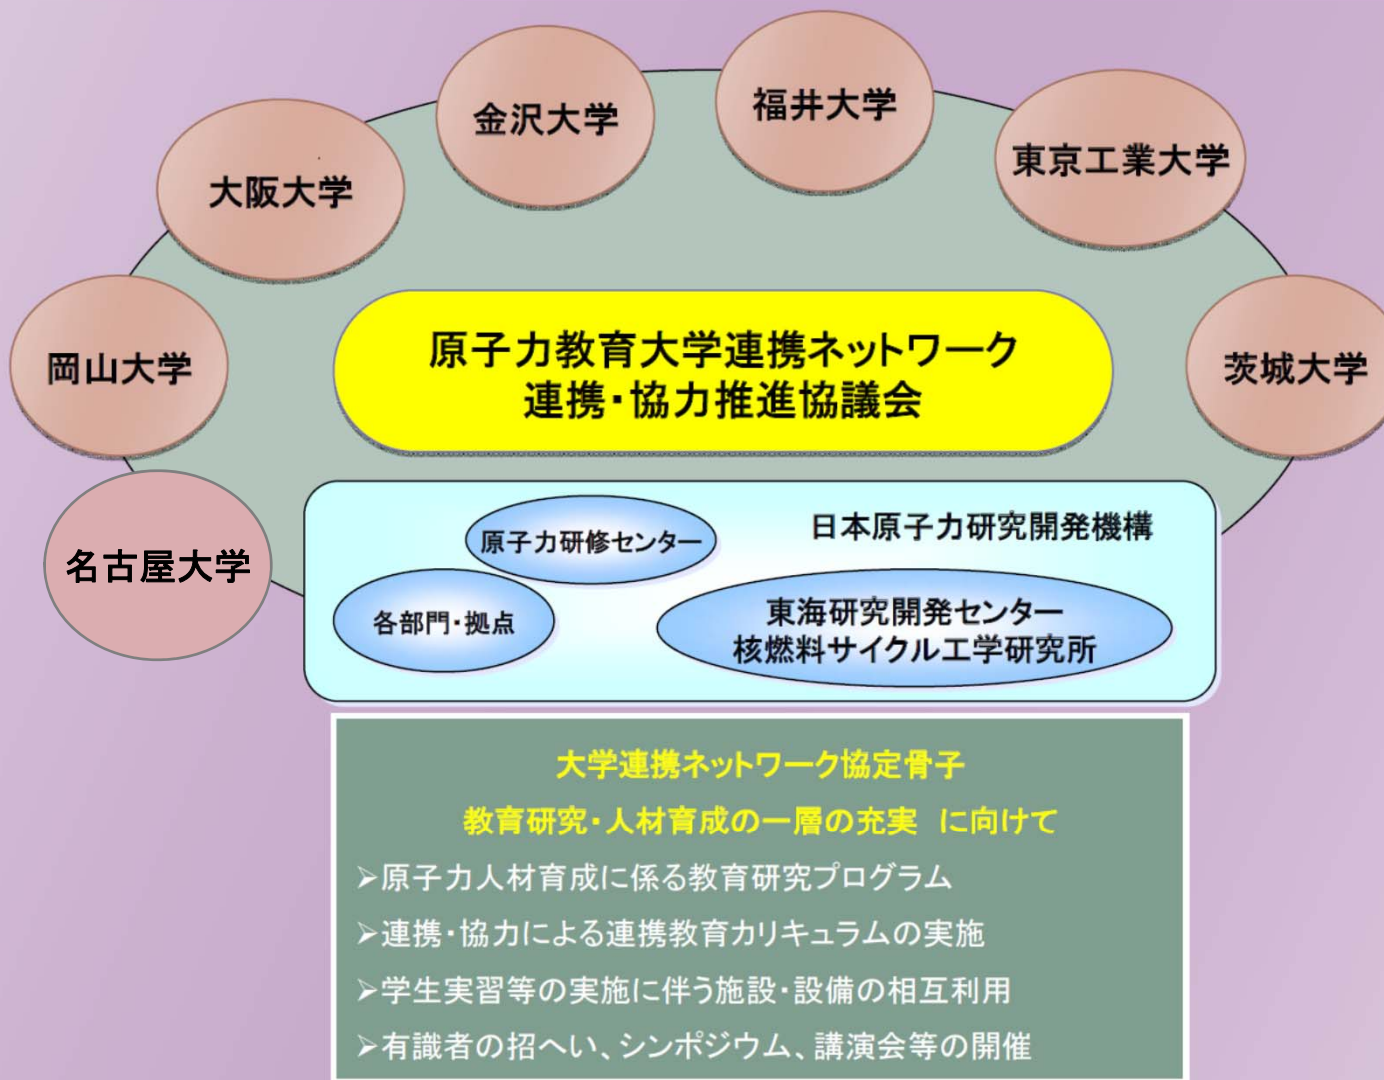 福井大学
金沢大学
東京工業大学
大阪大学
岡山大学
茨城大学
名古屋大学
原子力教育大学連携ネットワーク
連携・協力推進協議会
日本原子力研究開発機構
原子力研修センター
各部門・拠点
東海研究開発センター
核燃料サイクル工学研究所
大学連携ネットワーク協定骨子
教育研究・人材育成の一層の充実 に向けて
➢原子力人材育成に係る教育研究プログラム
➢連携・協力による連携教育カリキュラムの実施
➢学生実習等の実施に伴う施設・設備の相互利用
➢有識者の招へい、シンポジウム、講演会等の開催